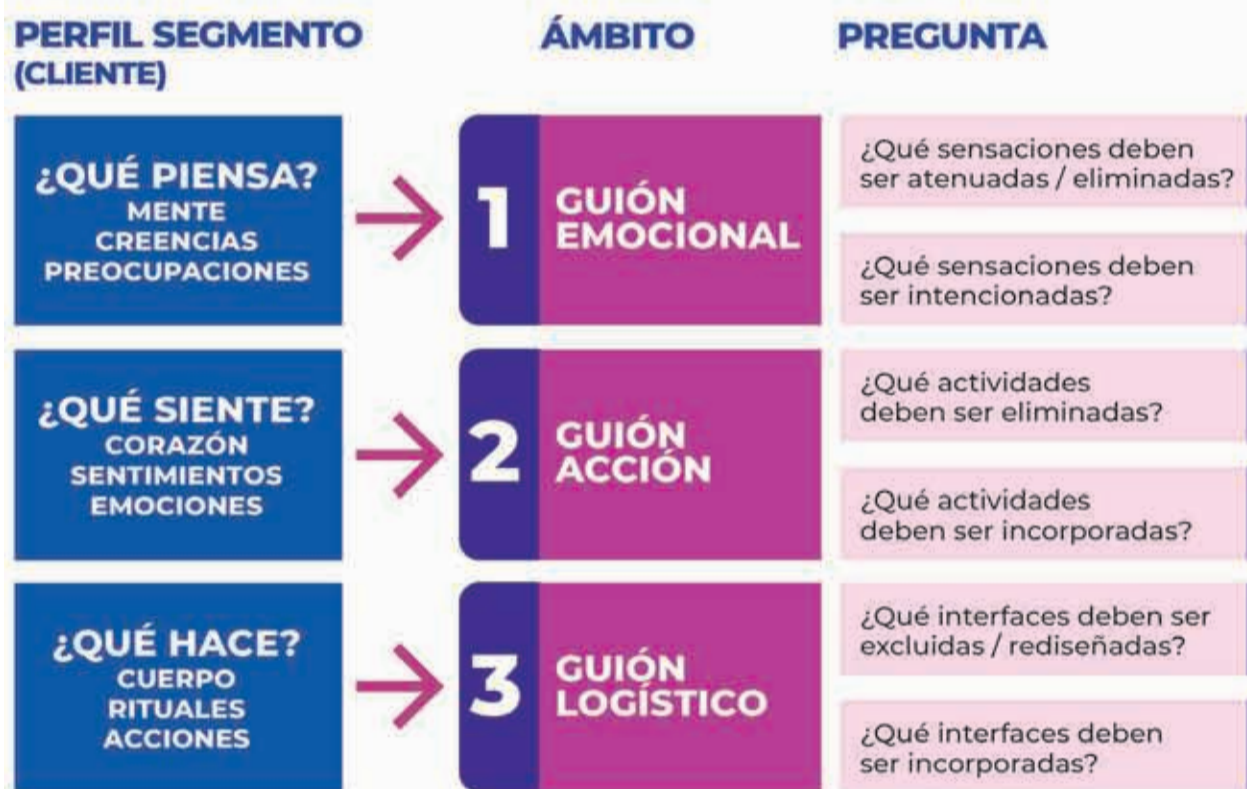 PERFIL SEGMENTO
(CLIENTE)
ÁMBITO
PREGUNTA
¿QUÉ PIENSA?
MENTE
CREENCIAS
PREOCUPACIONES
1
GUIÓN
EMOCIONAL
¿Qué sensaciones deben
ser atenuadas / eliminadas?
¿Qué sensaciones deben
ser intencionadas?
¿QUÉ SIENTE?
CORAZÓN
SENTIMIENTOS
EMOCIONES
2
GUIÓN
ACCIÓN
¿Qué actividades
deben ser eliminadas?
¿Qué actividades
deben ser incorporadas?
¿QUÉ HACE?
CUERPO
RITUALES
ACCIONES
3
GUIÓN
LOGÍSTICO
¿Qué interfaces deben ser
excluidas / rediseñadas?
¿Qué interfaces deben
ser incorporadas?